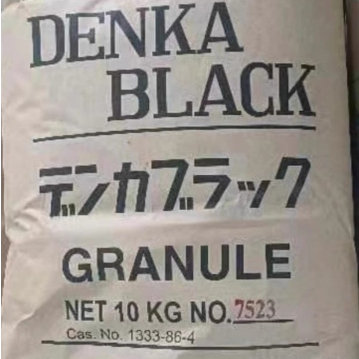 DENKA
BLACK
デンカブラック
GRANULE
NET 10 KG NO. 7523
Cas. No. 1333-86-4